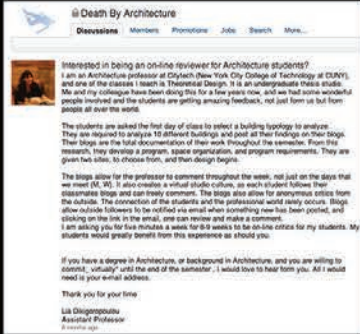 Death By Architecture
Discussions Members Promotions Jobs Search More...
Interested in being an on-line reviewer for Architecture students?
I am an Architecture professor at Citytech (New York City College of Technology at CUNY),
and one of the classes I teach is Theoretical Design. It is an undergraduate thesis studio.
Me and my colleague have been doing this for a few years now, and we had some wonderful
people involved and the students are getting amazing feedback, not just form us but from
people all over the world.
The students are asked the first day of class to select a building typology to analyze.
They are required to analyze 10 different buildings and post all their findings on their blogs.
Their blogs are the total documentation of their work throughout the semester. From this
research, they develop a program, space organization, and program requirements. They are
given two sites, to choose from, and then design begins.
The blogs allow for the professor to comment throughout the week, not just on the days that
we meet (M, W). It also creates a virtual studio culture, as each student follows their
classmates blogs and can freely comment. The blogs also allow for anonymous critics from
the outside. The connection of the students and the professional world rarely occurs. Blogs
allow outside followers to be notified via email when something new has been posted, and
clicking on the link in the email, one can review and make a comment.
I am asking you for five minutes a week for 8-9 weeks to be on-line critics for my students. My
students would greatly benefit from this experience as should you.
If you have a degree in Architecture, or background in Architecture, and you are willing to
commit_ virtually" until the end of the semester , I would love to hear form you. All I would
need is your e-mail address.
Thank you for your time
Lia Dikigoropoulou
Assistant Professor
months ago